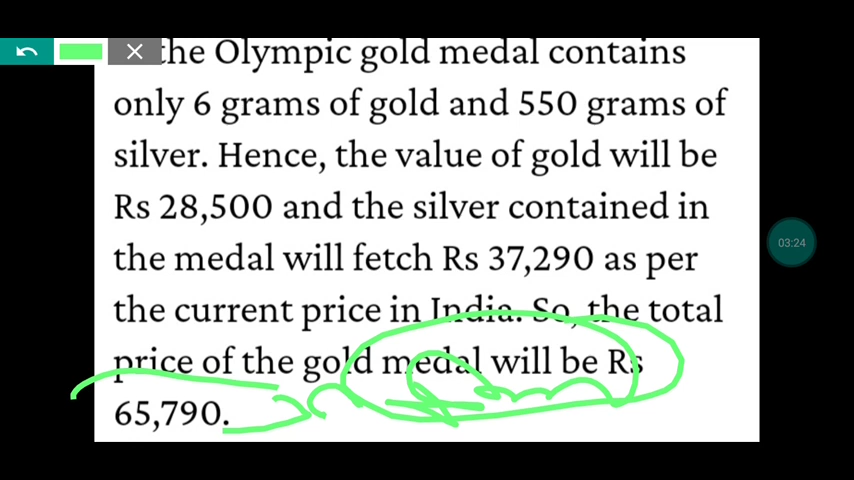 the Olympic gold medal contains
only 6 grams of gold and 550 grams of
silver. Hence, the value of gold will be
Rs 28,500 and the silver contained in
the medal will fetch Rs 37,290 as per
03:24
the current price in India. So, the total
price of the gold medal will be Rs
65,790.